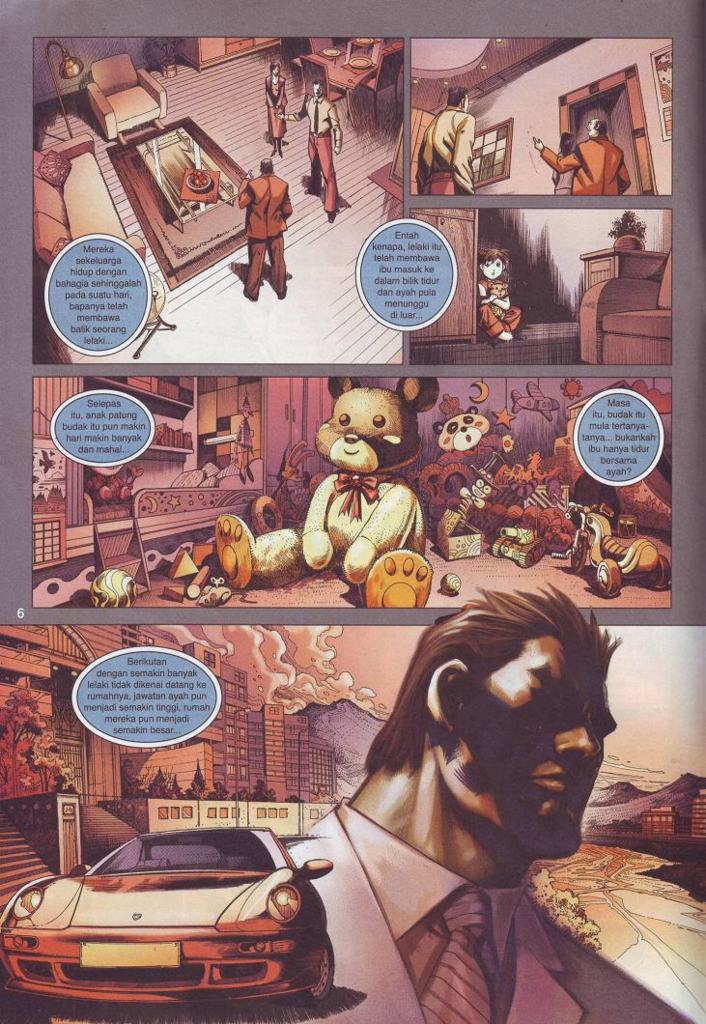 Mereka
sekeluarga
hidup dengan
bahagia sehinggalah
pada suatu hari,
bapanya telah
membawa
balik seorang
lelaki...
Entah
kenapa, lelaki itu
telah membawa
ibu masuk ke
dalam bilik tidur
dan ayah pula
menunggu
di luar...
Selepas
itu, anak patung
budak itu pun makin
hari makin banyak
dan mahal...
Masa
itu, budak itu
mula tertanya-
tanya... bukankah
ibu hanya tidur
bersama
ayah?
6
Berikutan
dengan semakin banyak
lelaki tidak dikenai datang ke
rumahnya, jawatan ayah pun
semakin tinggi, rumah
mereka pun menjadi
semakin besar...